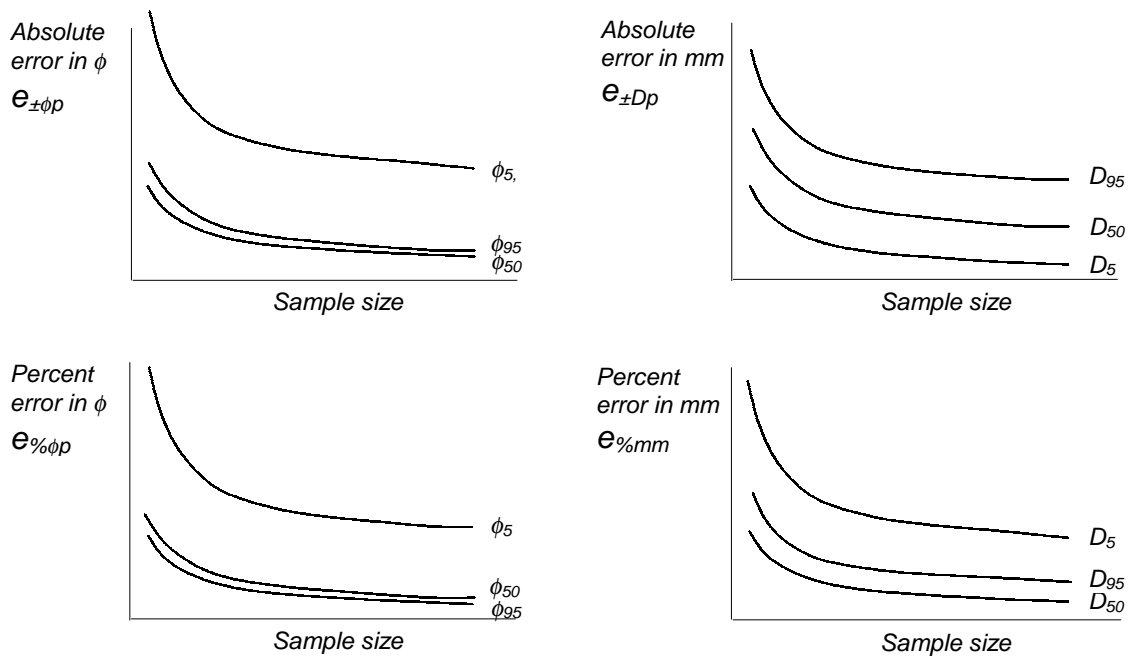 Absolute
error in ϕ
e±ϕp
ϕ5,
ϕ95
ϕ50
Sample size
Absolute
error in mm
e±Dp
D95
D50
D5
Sample size
Percent
error in ϕ
e%ϕp
ϕ5
ϕ50
ϕ95
Sample size
Percent
error in mm
e%mm
D5
D95
D50
Sample size